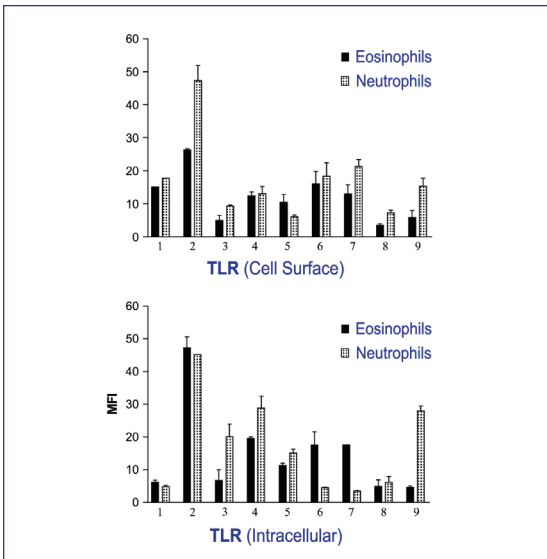 60
50
40
30
20
10
0
Eosinophils
Neutrophils
1 2 3 4 5 6 7 8 9
TLR (Cell Surface)
MFI
60
50
40
30
20
10
0
Eosinophils
Neutrophils
1 2 3 4 5 6 7 8 9
TLR (Intracellular)